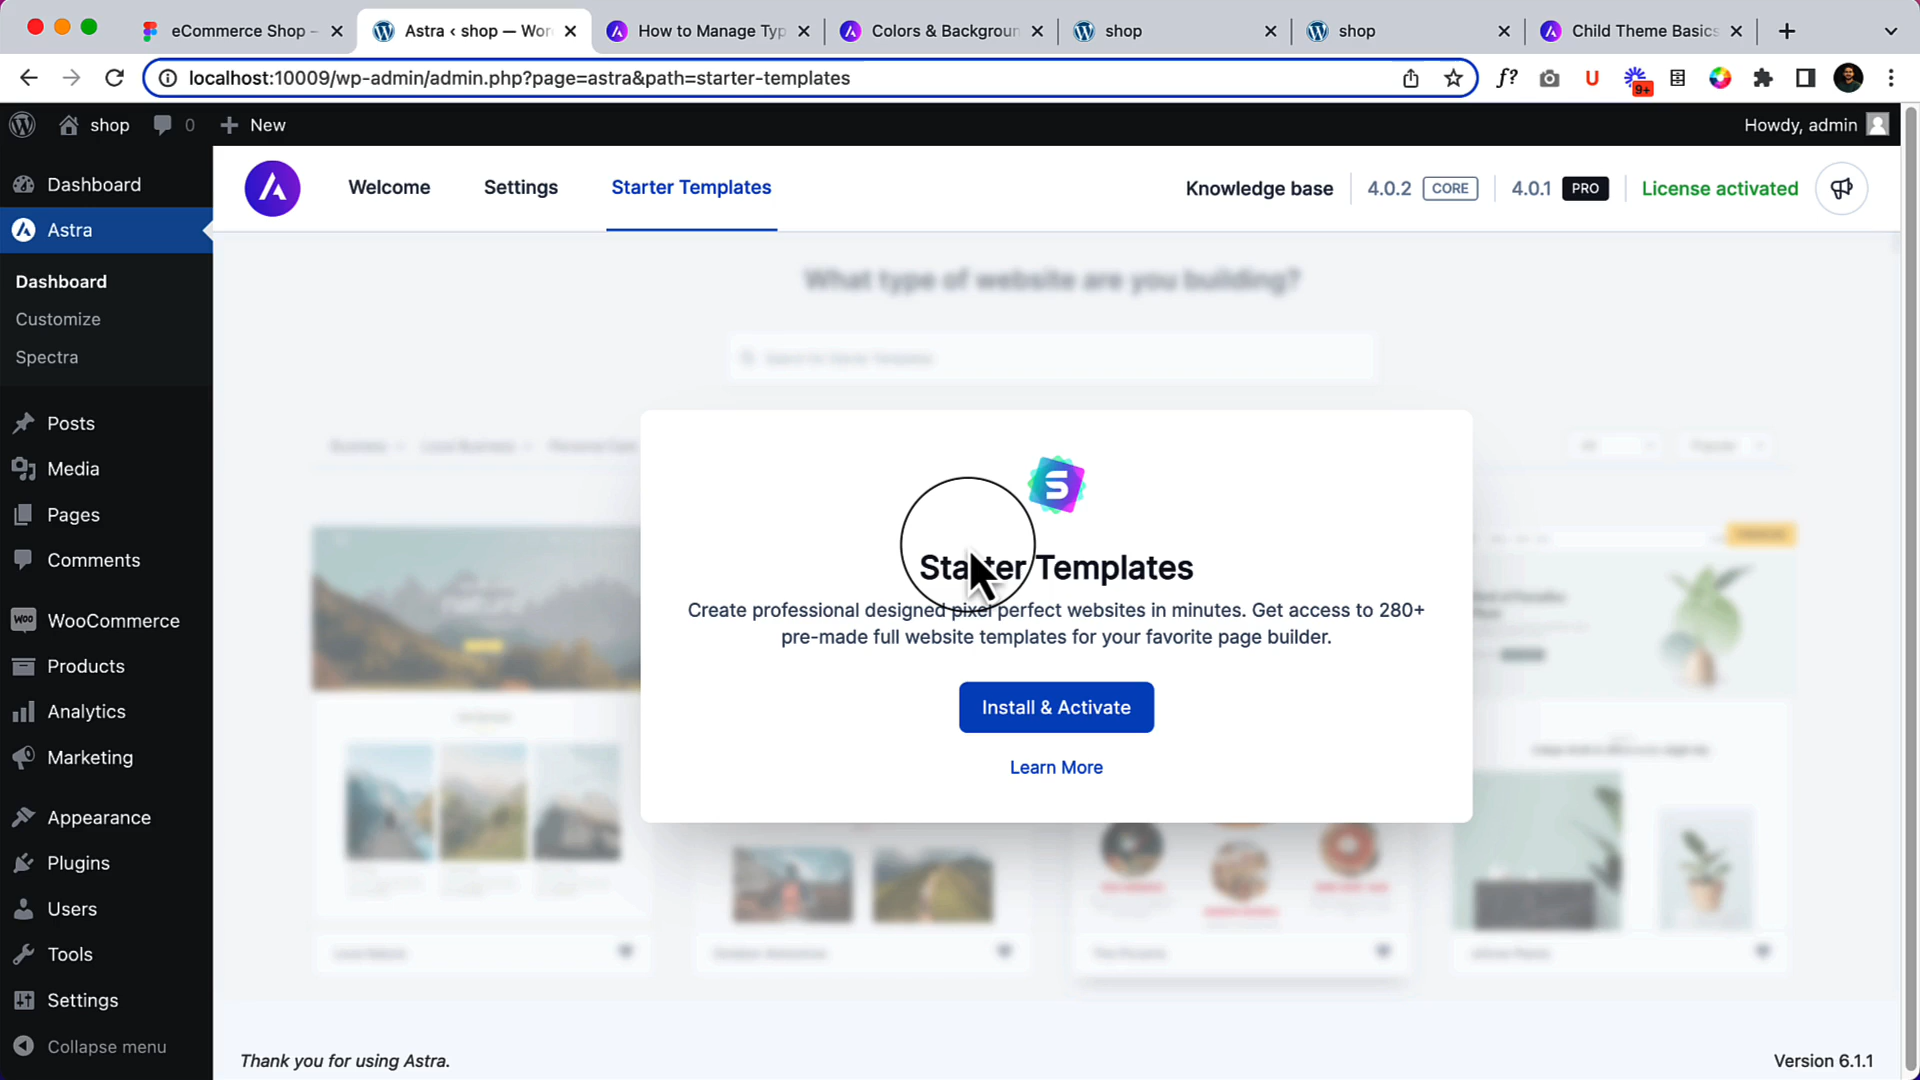 eCommerce Shop –
Astra ‹ shop — Wor
How to Manage Typ
Colors & Backgroun
shop
shop
Child Theme Basics
localhost:10009/wp-admin/admin.php?page=astra&path=starter-templates
f?
U
9+
shop
0
New
Howdy, admin
Dashboard
Astra
Dashboard
Customize
Spectra
Posts
Media
Pages
Comments
WOO
WooCommerce
Products
Analytics
Marketing
Appearance
Plugins
Users
Tools
Settings
Collapse menu
Welcome
Settings
Starter Templates
Knowledge base
4.0.2
CORE
4.0.1
PRO
License activated
What type of website are you building?
S
Starter Templates
Create professional designed pixel perfect websites in minutes. Get access to 280+
pre-made full website templates for your favorite page builder.
Install & Activate
Learn More
Thank you for using Astra.
Version 6.1.1